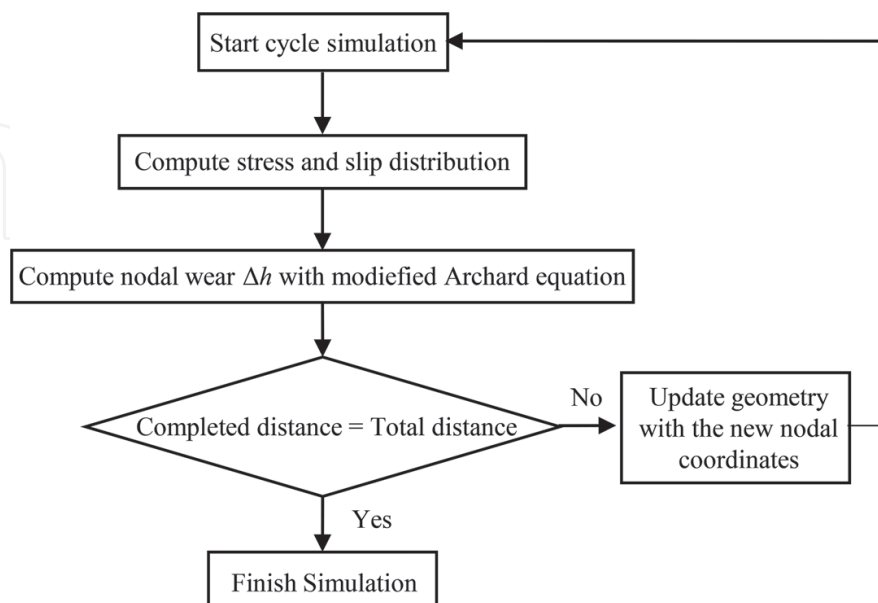 Start cycle simulation
Compute stress and slip distribution
Compute nodal wear Δh with modiefied Archard equation
Completed distance = Total distance
No
Update geometry
with the new nodal
coordinates
Yes
Finish Simulation